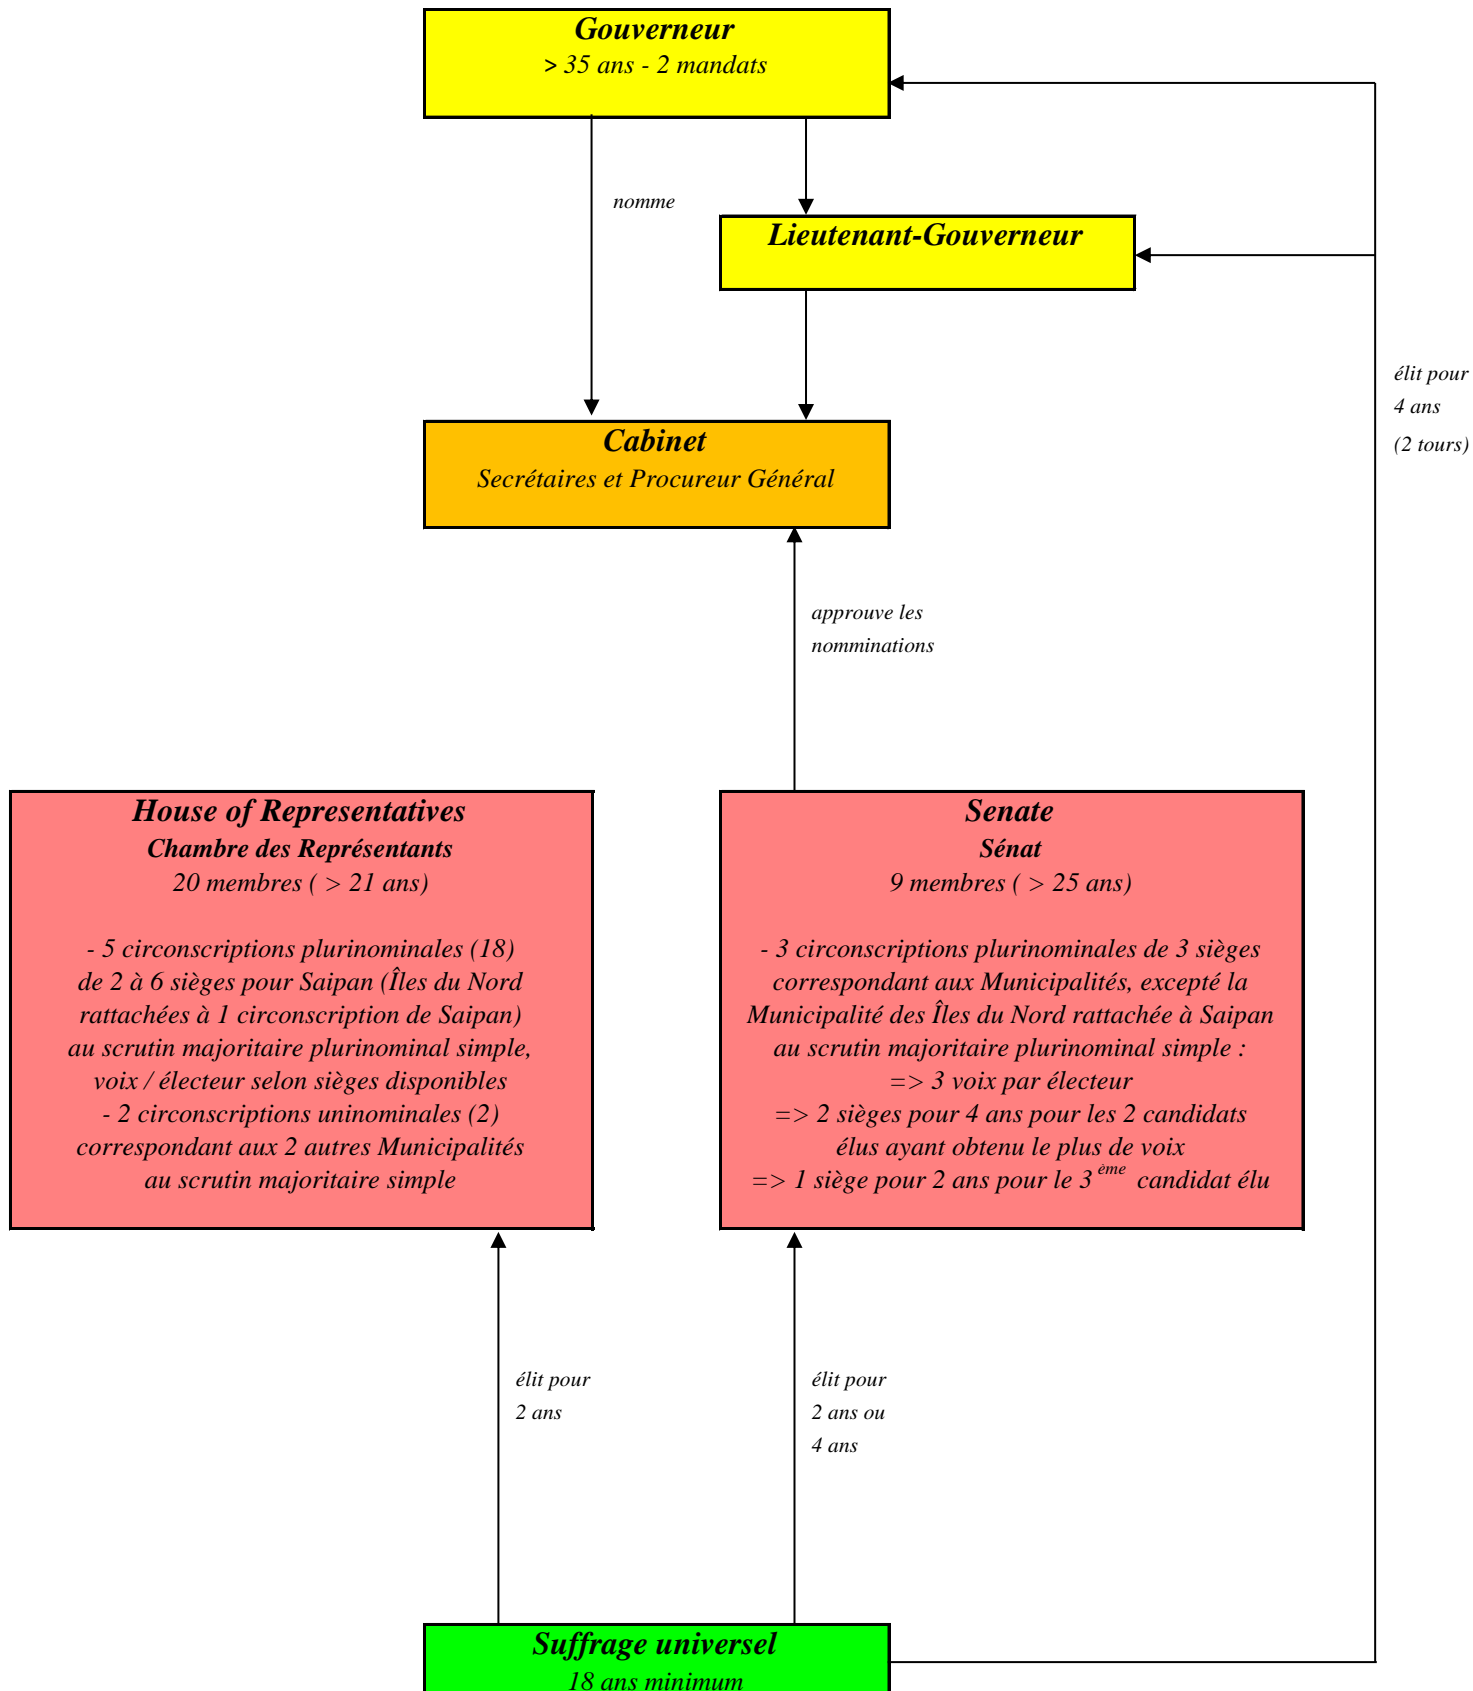 Gouverneur
> 35 ans - 2 mandats
nomme
Lieutenant-Gouverneur
élit pour
4 ans
(2 tours)
Cabinet
Secrétaires et Procureur Général
approuve les
nomminations
House of Representatives
Chambre des Représentants
20 membres ( > 21 ans)
- 5 circonscriptions plurinominales (18)
de 2 à 6 sièges pour Saipan (Îles du Nord
rattachées à 1 circonscription de Saipan)
au scrutin majoritaire plurinominal simple,
voix / électeur selon sièges disponibles
- 2 circonscriptions uninominales (2)
correspondant aux 2 autres Municipalités
au scrutin majoritaire simple
Senate
Sénat
9 membres ( > 25 ans)
- 3 circonscriptions plurinominales de 3 sièges
correspondant aux Municipalités, excepté la
Municipalité des Îles du Nord rattachée à Saipan
au scrutin majoritaire plurinominal simple :
=> 3 voix par électeur
=> 2 sièges pour 4 ans pour les 2 candidats
élus ayant obtenu le plus de voix
=> 1 siège pour 2 ans pour le 3 ème candidat élu
élit pour
2 ans
élit pour
2 ans ou
4 ans
Suffrage universel
18 ans minimum